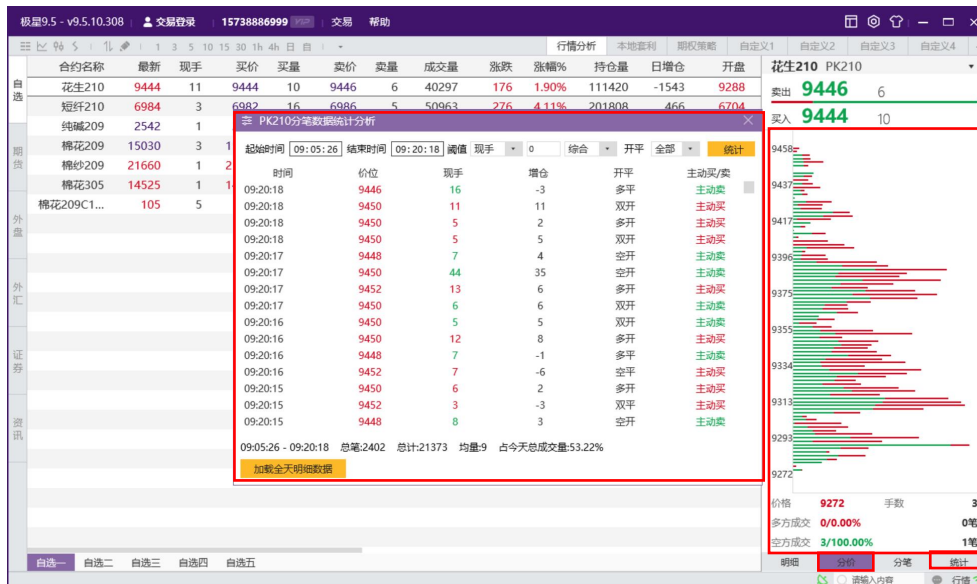 极星9.5 - v9.5.10.308 交易登录 15738886999 VIP 交易 帮助
1 3 5 10 15 30 1h 4h 日 自 行情分析 本地套利 期权策略 自定义1 自定义2 自定义3 自定义4
合约名称 最新 现手 买价 买量 卖价 卖量 成交量 涨跌 涨幅% 持仓量 日增仓 开盘
花生210 9444 11 9444 10 9446 6 40297 176 1.90% 111420 -1543 9288
短纤210 6984 3 6982 16 6986 5 50963 276 4.11% 201808 466 6704
纯碱209 2542 1
棉花209 15030 3
棉纱209 21660 1
棉花305 14525 1
棉花209C1... 105 5
自选
期货
外盘
外汇
证券
资讯
PK210分笔数据统计分析
起始时间 09:05:26 结束时间 09:20:18 阈值 现手 0 综合 开平 全部 统计
时间 价位 现手 增仓 开平 主动买/卖
09:20:18 9446 16 -3 多平 主动卖
09:20:18 9450 11 11 双开 主动买
09:20:18 9450 5 2 多开 主动买
09:20:18 9450 5 5 双开 主动买
09:20:17 9448 7 4 空开 主动卖
09:20:17 9450 44 35 空开 主动卖
09:20:17 9452 13 6 多开 主动买
09:20:17 9450 6 6 双开 主动卖
09:20:16 9450 5 5 双开 主动卖
09:20:16 9450 12 8 多开 主动买
09:20:16 9448 7 -1 多平 主动卖
09:20:16 9452 7 -6 空平 主动买
09:20:15 9450 6 2 多开 主动买
09:20:15 9452 3 -3 双平 主动买
09:20:15 9448 8 3 空开 主动卖
09:05:26 - 09:20:18 总笔:2402 总计:21373 均量:9 占今天总成交量:53.22%
加载全天明细数据
花生210 PK210
卖出 9446 6
买入 9444 10
9458
9437
9417
9396
9375
9355
9334
9313
9293
9272
价格 9272 手数 3
多方成交 0/0.00% 0笔
空方成交 3/100.00% 1笔
明细 分价 分笔 统计
自选一 自选二 自选三 自选四 自选五
请输入内容 行情